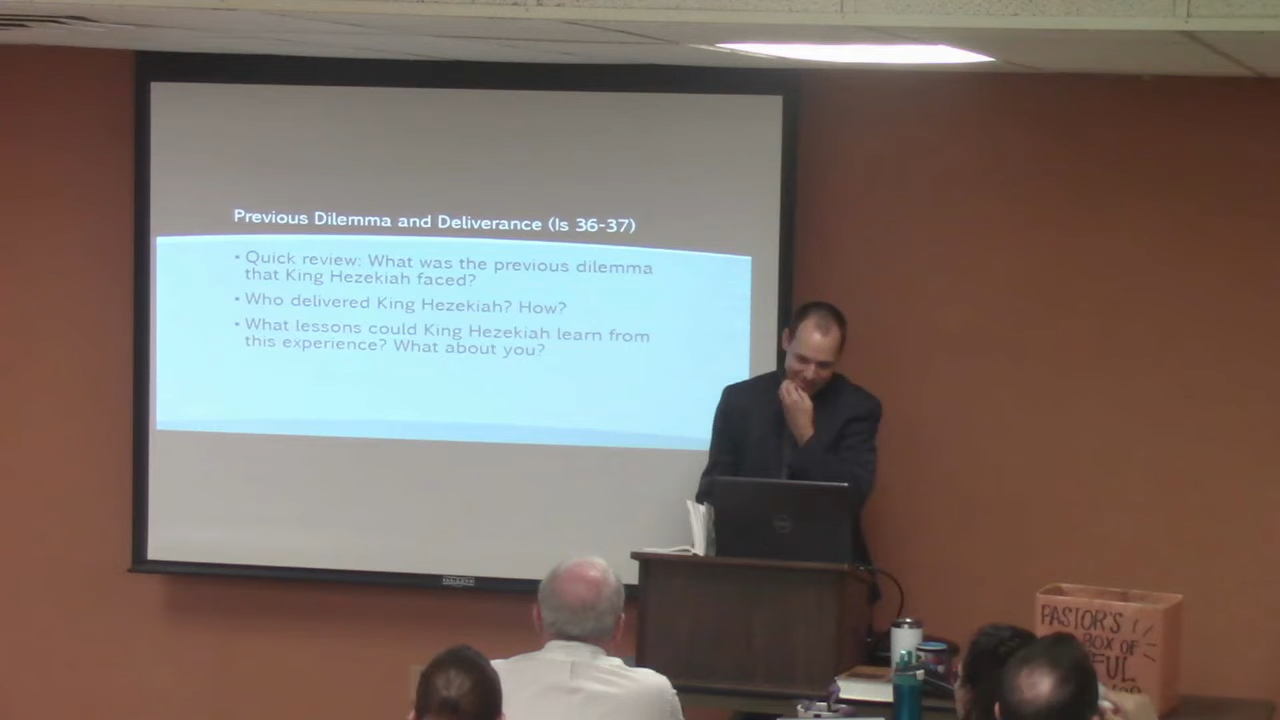 Previous Dilemma and Deliverance (Is 36-37)
• Quick review: What was the previous dilemma
that King Hezekiah faced?
• Who delivered King Hezekiah? How?
• What lessons could King Hezekiah learn from
this experience? What about you?
DELL
PASTOR'S
BOX OF